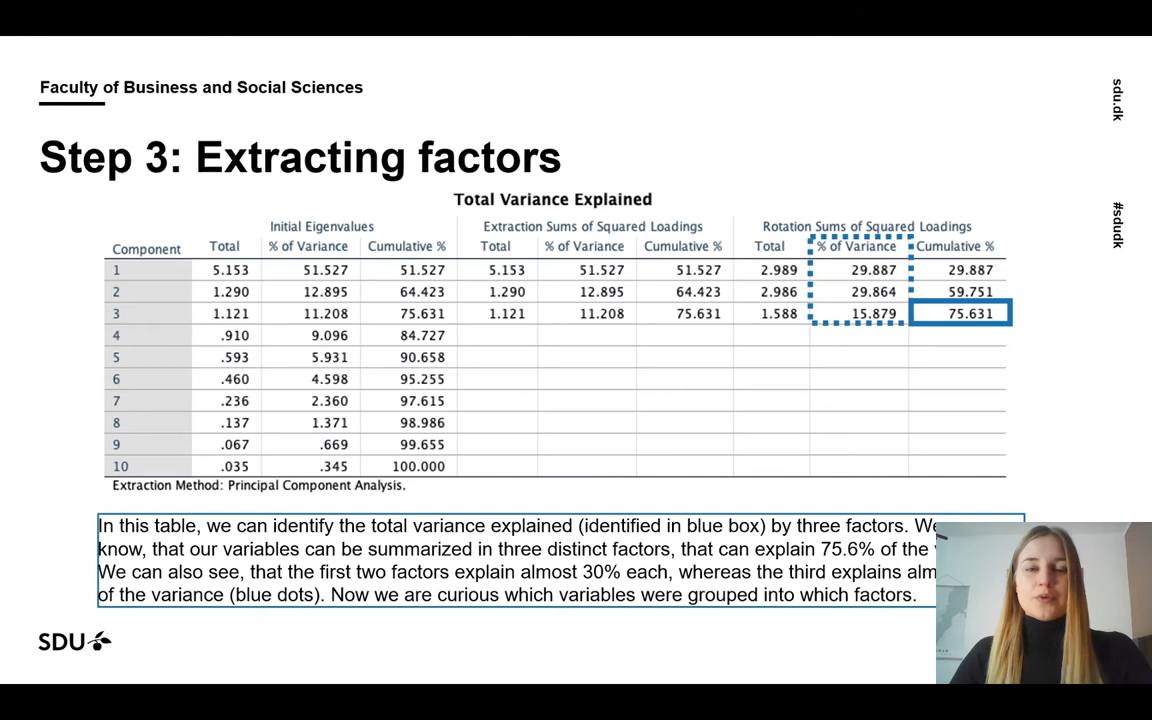 Faculty of Business and Social Sciences
sdu.dk
#sdudk
Step 3: Extracting factors
Total Variance Explained
Initial Eigenvalues Extraction Sums of Squared Loadings Rotation Sums of Squared Loadings
Component Total % of Variance Cumulative % Total % of Variance Cumulative % Total % of Variance Cumulative %
1 5.153 51.527 51.527 5.153 51.527 51.527 2.989 29.887 29.887
2 1.290 12.895 64.423 1.290 12.895 64.423 2.986 29.864 59.751
3 1.121 11.208 75.631 1.121 11.208 75.631 1.588 15.879 75.631
4 .910 9.096 84.727
5 .593 5.931 90.658
6 .460 4.598 95.255
7 .236 2.360 97.615
8 .137 1.371 98.986
9 .067 .669 99.655
10 .035 .345 100.000
Extraction Method: Principal Component Analysis.
In this table, we can identify the total variance explained (identified in blue box) by three factors. We
know, that our variables can be summarized in three distinct factors, that can explain 75.6% of the
We can also see, that the first two factors explain almost 30% each, whereas the third explains
of the variance (blue dots). Now we are curious which variables were grouped into which factors.
SDU